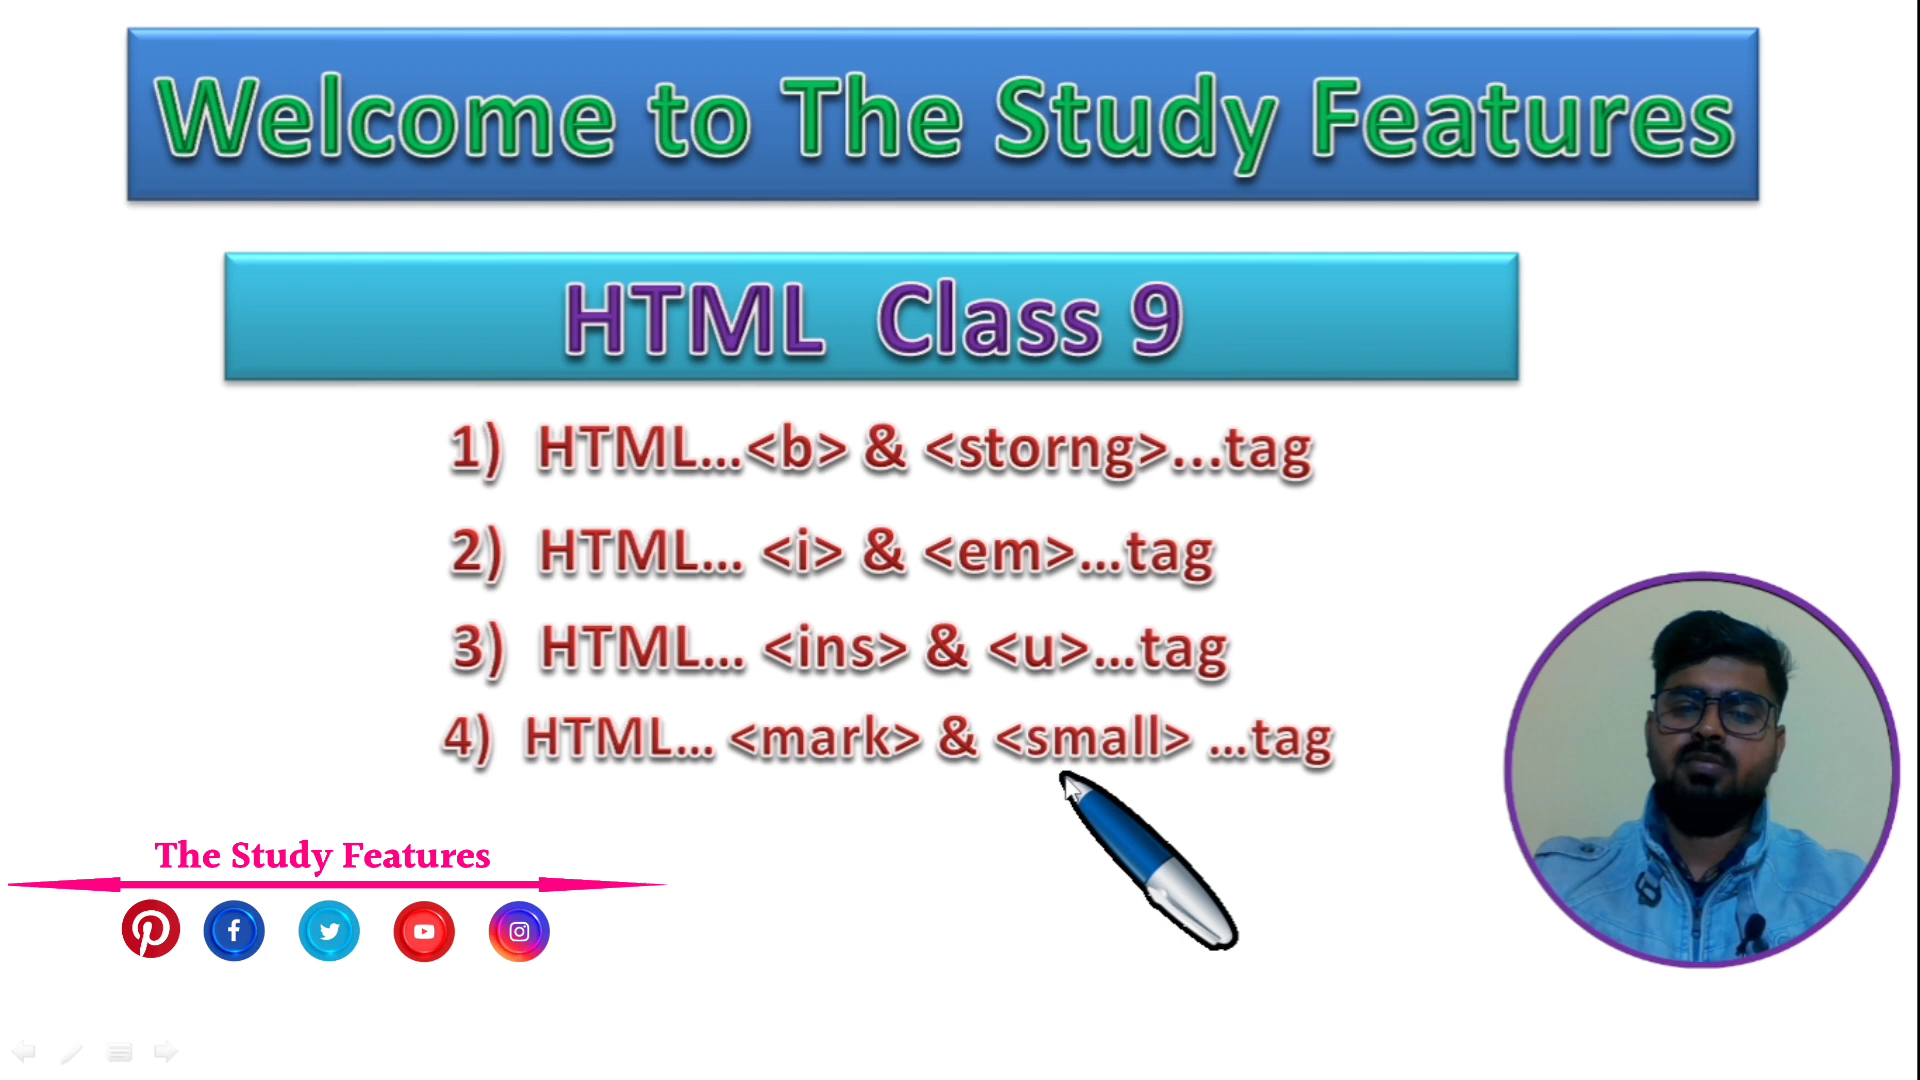 Welcome to The Study Features
HTML Class 9
1) HTML...<b> & <storng>...tag
2) HTML... <i> & <em>...tag
3) HTML... <ins> & <u>...tag
4) HTML... <mark> & <small> ...tag
The Study Features